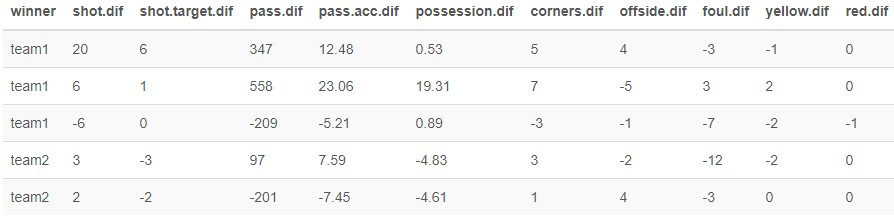 winner shot.dif shot.target.dif pass.dif pass.acc.dif possession.dif corners.dif offside.dif foul.dif yellow.dif red.dif
team1 20 6 347 12.48 0.53 5 4 -3 -1 0
team1 6 1 558 23.06 19.31 7 -5 3 2 0
team1 -6 0 -209 -5.21 0.89 -3 -1 -7 -2 -1
team2 3 -3 97 7.59 -4.83 3 -2 -12 -2 0
team2 2 -2 -201 -7.45 -4.61 1 4 -3 0 0